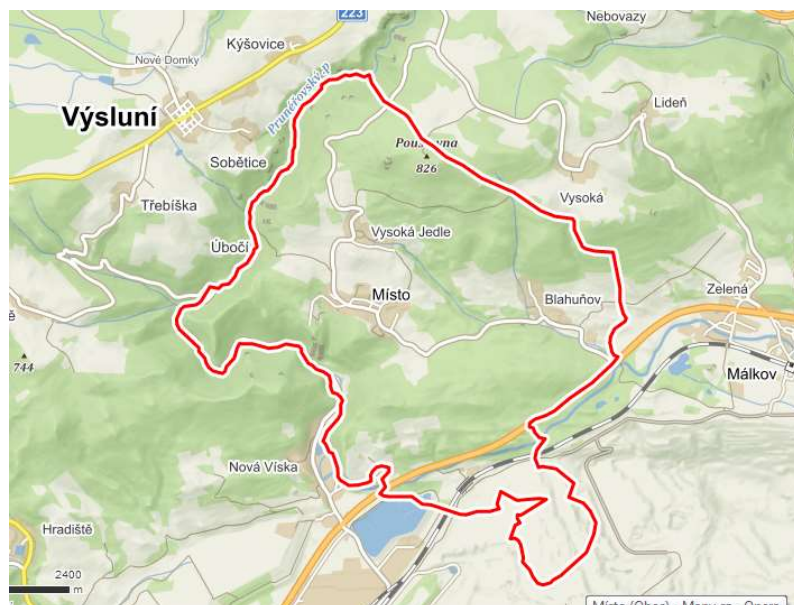 223
Nebovazy
Kýšovice
Nové Domky
Výsluní
Prunéřovský p
Lideň
Sobětice
826
Vysoká
Třebíška
Vysoká Jedle
Úbočí
Místo
Blahuňov
Zelená
744
Málkov
Nová Víska
Hradiště
2400
m